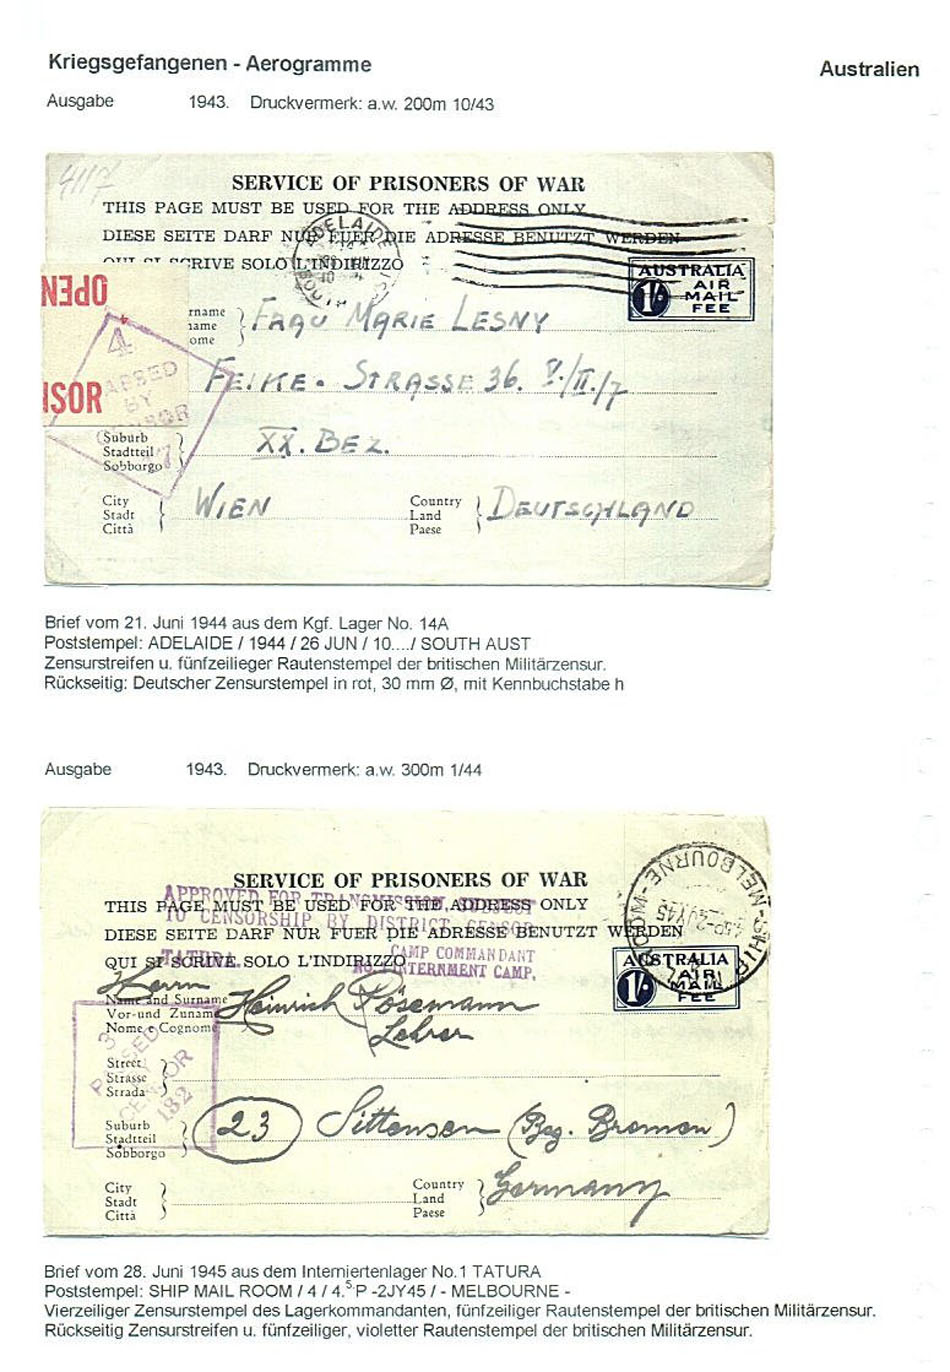 Kriegsgefangenen - Aerogramme
Australien
Ausgabe 1943. Druckvermerk: a.w. 200m 10/43
4117
SERVICE OF PRISONERS OF WAR
THIS PAGE MUST BE USED FOR THE ADDRESS ONLY
DIESE SEITE DARF NUR FUER DIE ADRESSE BENUTZT WERDEN
QUI SI SCRIVE SOLO L'INDIRIZZO
ADELAIDE
SOUTH
AUSTRALIA
1/- AIR
MAIL
FEE
OPEN
rname
name
ome
FRAU MARIE LESNY
4
PASSED
BY
CENSOR
ISOR
FEIKE. STRASSE 36. V./II./7
Suburb
Stadtteil
Sobborgo
XX. BEZ.
City
Stadt
Città
WIEN
Country
Land
Paese
DEUTSCHLAND
Brief vom 21. Juni 1944 aus dem Kgf. Lager No. 14A
Poststempel: ADELAIDE / 1944 / 26 JUN / 10..../ SOUTH AUST
Zensurstreifen u. fünfzeilieger Rautenstempel der britischen Militärzensur.
Rückseitig: Deutscher Zensurstempel in rot, 30 mm Ø, mit Kennbuchstabe h
Ausgabe 1943. Druckvermerk: a.w. 300m 1/44
SERVICE OF PRISONERS OF WAR
APPROVED FOR TRANSMISSION SUBJECT
THIS PAGE MUST BE USED FOR THE ADDRESS ONLY
TO CENSORSHIP BY DISTRICT CENSOR
DIESE SEITE DARF NUR FUER DIE ADRESSE BENUTZT WERDEN
TATURA. CAMP COMMANDANT
QUI SI SCRIVE SOLO L'INDIRIZZO
NO. 1 INTERNMENT CAMP.
SHIP MAIL ROOM - MELBOURNE -
4.5P-2JY45
AUSTRALIA
1/- AIR
MAIL
FEE
Herrn
Name and Surname
Vor-und Zuname
Nome e Cognome
Heinrich Rösemann
Lehrer
3
PASSED
BY
CENSOR
132
Street
Strasse
Strada
Suburb
Stadtteil
Sobborgo
23 Sittensen (Bez. Bremen)
City
Stadt
Città
Country
Land
Paese
Germany
Brief vom 28. Juni 1945 aus dem Interniertenlager No.1 TATURA
Poststempel: SHIP MAIL ROOM / 4 / 4.5 P -2JY45 / - MELBOURNE -
Vierzeiliger Zensurstempel des Lagerkommandanten, fünfzeiliger Rautenstempel der britischen Militärzensur.
Rückseitig Zensurstreifen u. fünfzeiliger, violetter Rautenstempel der britischen Militärzensur.